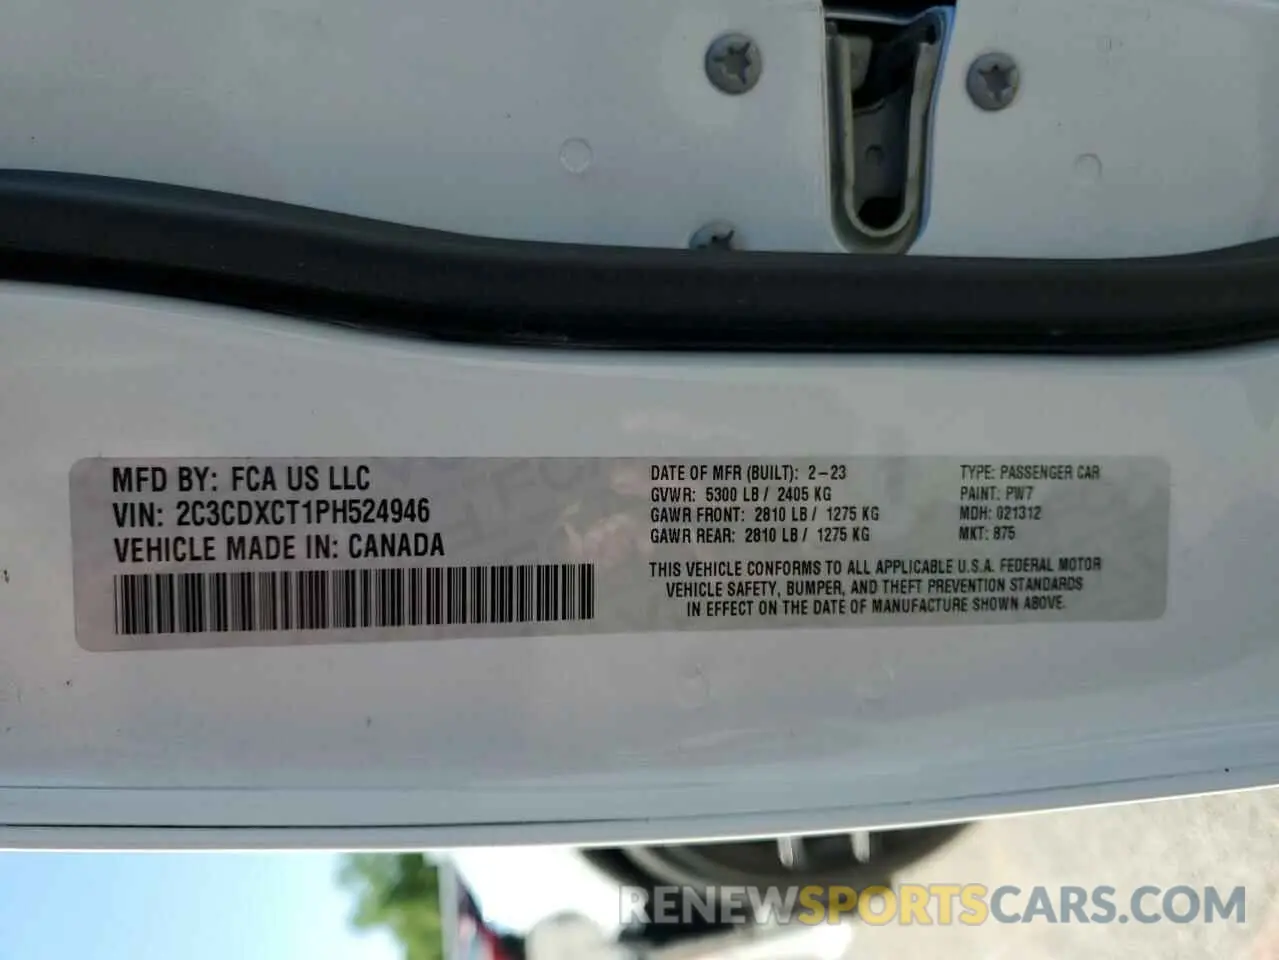 MFD BY: FCA US LLC
VIN: 2C3CDXCT1PH524946
VEHICLE MADE IN: CANADA
DATE OF MFR (BUILT): 2-23
GVWR: 5300 LB / 2405 KG
GAWR FRONT: 2810 LB / 1275 KG
GAWR REAR: 2810 LB / 1275 KG
TYPE: PASSENGER CAR
PAINT: PW7
MDH: 021312
MKT: 875
THIS VEHICLE CONFORMS TO ALL APPLICABLE U.S.A. FEDERAL MOTOR
VEHICLE SAFETY, BUMPER, AND THEFT PREVENTION STANDARDS
IN EFFECT ON THE DATE OF MANUFACTURE SHOWN ABOVE.
RENEWSPORTSCARS.COM